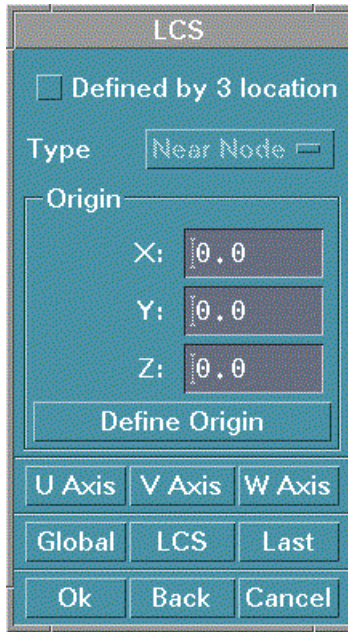 LCS
Defined by 3 location
Type Near Node
Origin
X: 0.0
Y: 0.0
Z: 0.0
Define Origin
U Axis V Axis W Axis
Global LCS Last
Ok Back Cancel